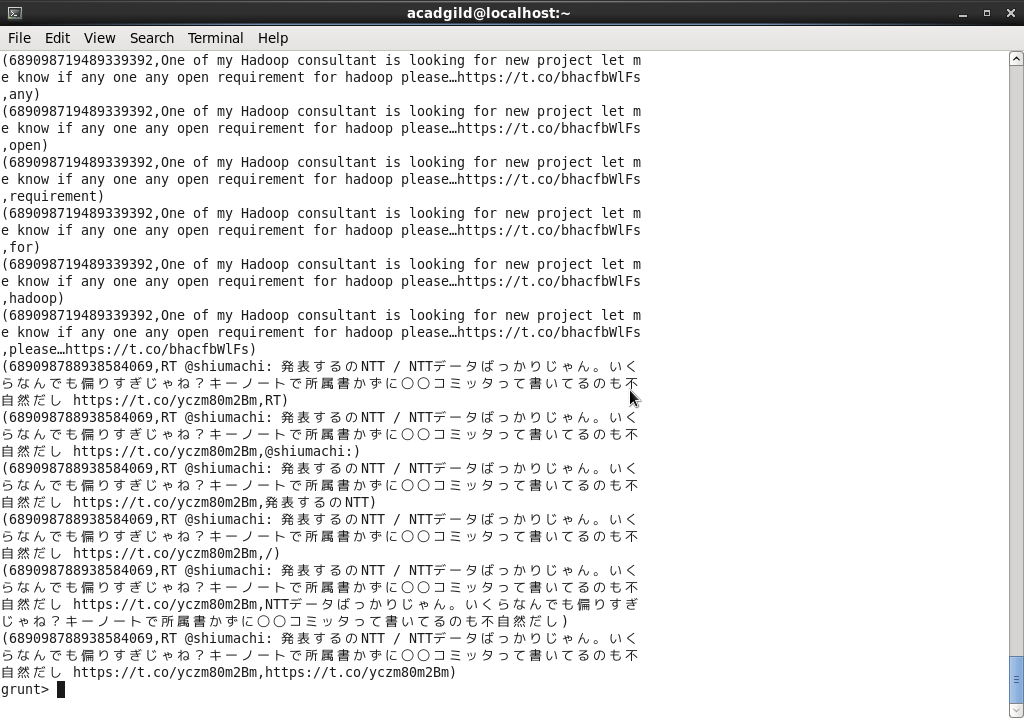 acadgild@localhost:~
File Edit View Search Terminal Help
(689098719489339392,One of my Hadoop consultant is looking for new project let m
e know if any one any open requirement for hadoop please…https://t.co/bhacfbWlFs
,any)
(689098719489339392,One of my Hadoop consultant is looking for new project let m
e know if any one any open requirement for hadoop please…https://t.co/bhacfbWlFs
,open)
(689098719489339392,One of my Hadoop consultant is looking for new project let m
e know if any one any open requirement for hadoop please…https://t.co/bhacfbWlFs
,requirement)
(689098719489339392,One of my Hadoop consultant is looking for new project let m
e know if any one any open requirement for hadoop please…https://t.co/bhacfbWlFs
,for)
(689098719489339392,One of my Hadoop consultant is looking for new project let m
e know if any one any open requirement for hadoop please…https://t.co/bhacfbWlFs
,hadoop)
(689098719489339392,One of my Hadoop consultant is looking for new project let m
e know if any one any open requirement for hadoop please…https://t.co/bhacfbWlFs
,please…https://t.co/bhacfbWlFs)
(689098788938584069,RT @shiumachi: 発表するのNTT / NTTデータばっかりじゃん。いく
らなんでも偏りすぎじゃね？キーノートで所属書かずに〇〇コミッタって書いてるのも不
自然だし https://t.co/yczm80m2Bm,RT)
(689098788938584069,RT @shiumachi: 発表するのNTT / NTTデータばっかりじゃん。いく
らなんでも偏りすぎじゃね？キーノートで所属書かずに〇〇コミッタって書いてるのも不
自然だし https://t.co/yczm80m2Bm,@shiumachi:)
(689098788938584069,RT @shiumachi: 発表するのNTT / NTTデータばっかりじゃん。いく
らなんでも偏りすぎじゃね？キーノートで所属書かずに〇〇コミッタって書いてるのも不
自然だし https://t.co/yczm80m2Bm,発表するのNTT)
(689098788938584069,RT @shiumachi: 発表するのNTT / NTTデータばっかりじゃん。いく
らなんでも偏りすぎじゃね？キーノートで所属書かずに〇〇コミッタって書いてるのも不
自然だし https://t.co/yczm80m2Bm,/)
(689098788938584069,RT @shiumachi: 発表するのNTT / NTTデータばっかりじゃん。いく
らなんでも偏りすぎじゃね？キーノートで所属書かずに〇〇コミッタって書いてるのも不
自然だし https://t.co/yczm80m2Bm,NTTデータばっかりじゃん。いくらなんでも偏りすぎ
じゃね？キーノートで所属書かずに〇〇コミッタって書いてるのも不自然だし)
(689098788938584069,RT @shiumachi: 発表するのNTT / NTTデータばっかりじゃん。いく
らなんでも偏りすぎじゃね？キーノートで所属書かずに〇〇コミッタって書いてるのも不
自然だし https://t.co/yczm80m2Bm,https://t.co/yczm80m2Bm)
grunt>